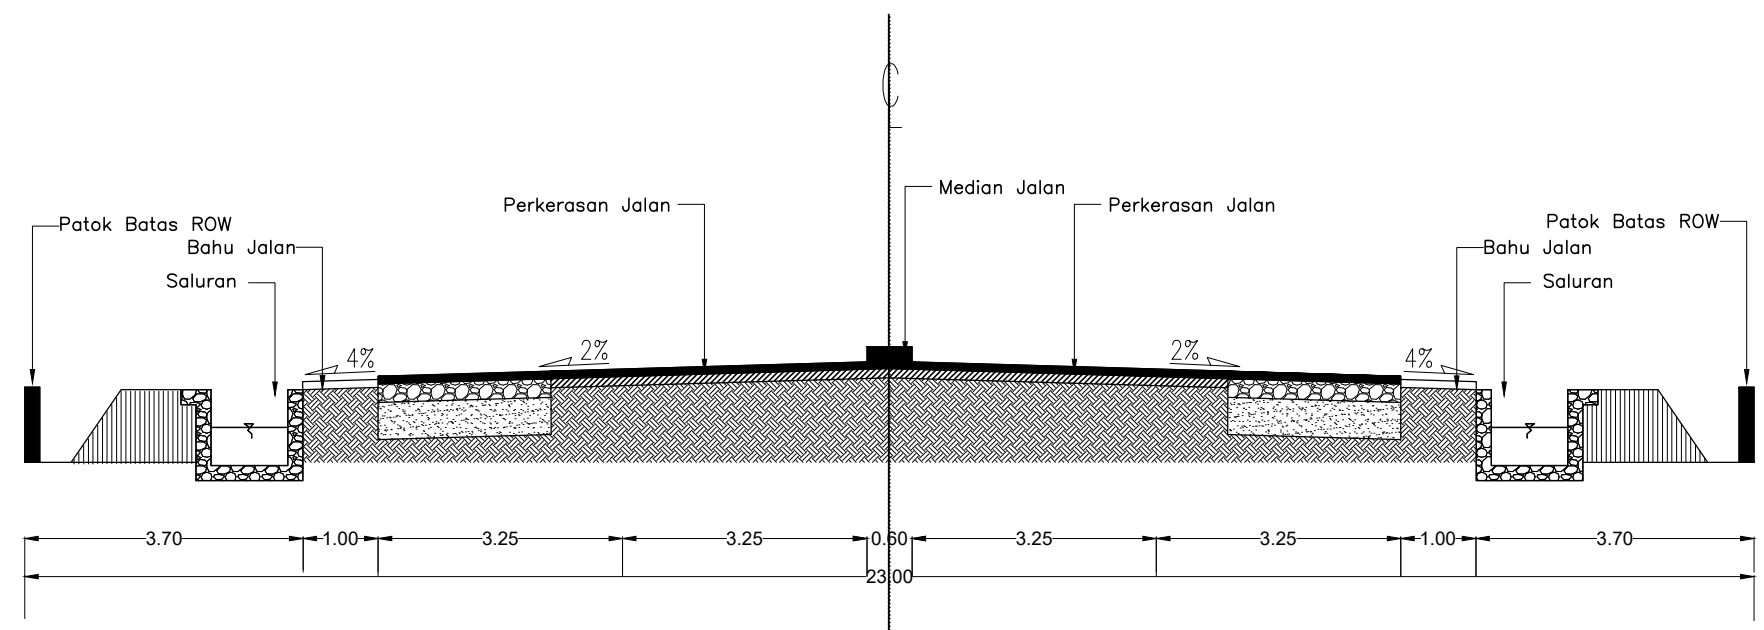 C
L
Median Jalan
Perkerasan Jalan
Perkerasan Jalan
Patok Batas ROW
Patok Batas ROW
Bahu Jalan
Bahu Jalan
Saluran
Saluran
4%
2%
2%
4%
3.70 1.00 3.25 3.25 0.60 3.25 3.25 1.00 3.70
23.00